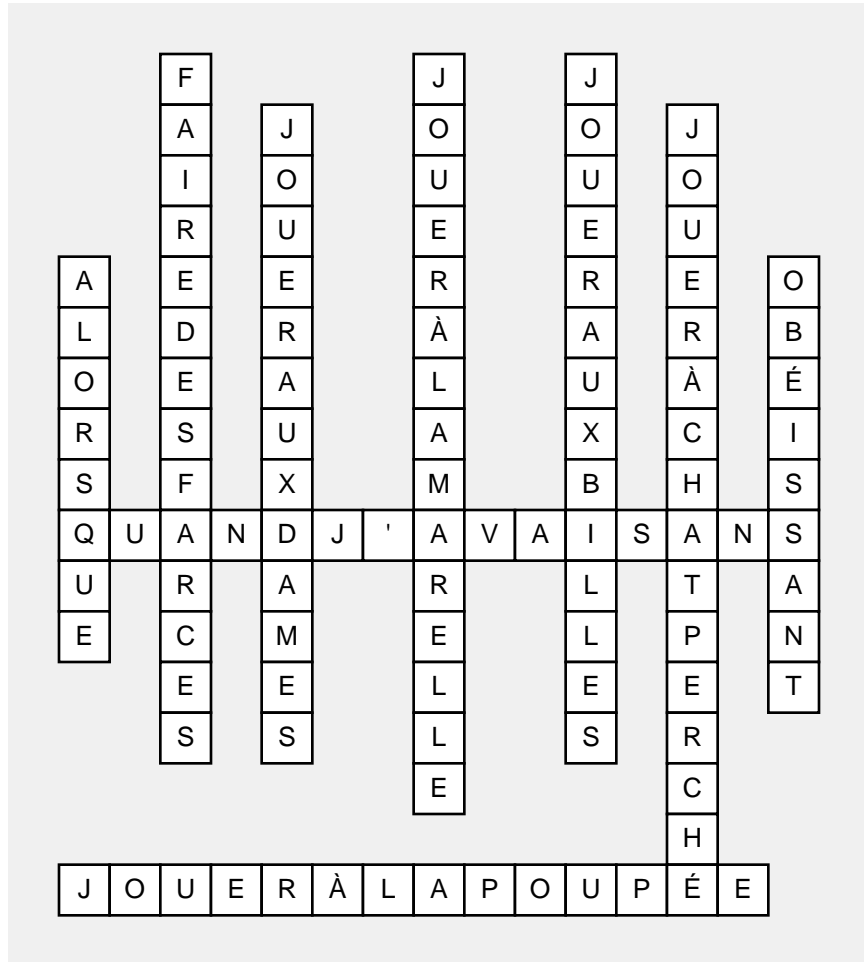 FAIREDESFARCES
JOUERÀLAMARELLE
JOUERAUXBILLES
JOUERAUXDAMES
JOUERÀCHATPERCHÉ
ALORSQUE
OBÉISSANT
QUANDJ'AVAISANS
JOUERÀLAPOUPÉE